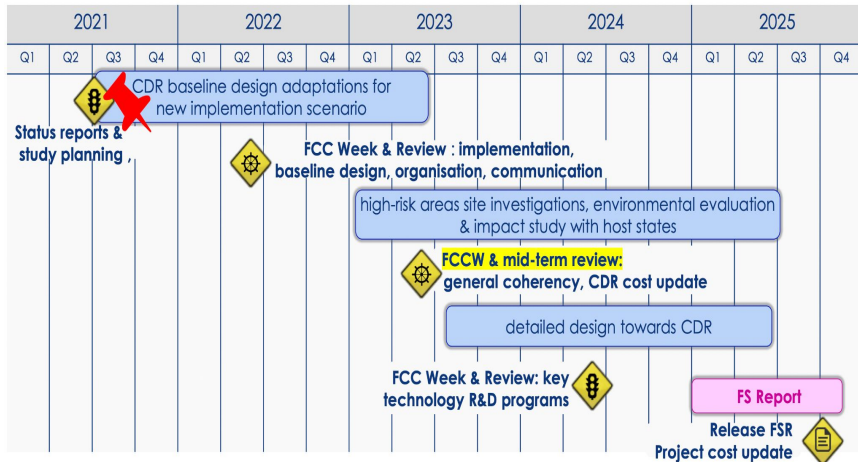 2021 2022 2023 2024 2025
Q1 Q2 Q3 Q4 Q1 Q2 Q3 Q4 Q1 Q2 Q3 Q4 Q1 Q2 Q3 Q4 Q1 Q2 Q3 Q4
CDR baseline design adaptations for
new implementation scenario
Status reports &
study planning ,
FCC Week & Review : implementation,
baseline design, organisation, communication
high-risk areas site investigations, environmental evaluation
& impact study with host states
FCCW & mid-term review:
general coherency, CDR cost update
detailed design towards CDR
FCC Week & Review: key
technology R&D programs
FS Report
Release FSR
Project cost update